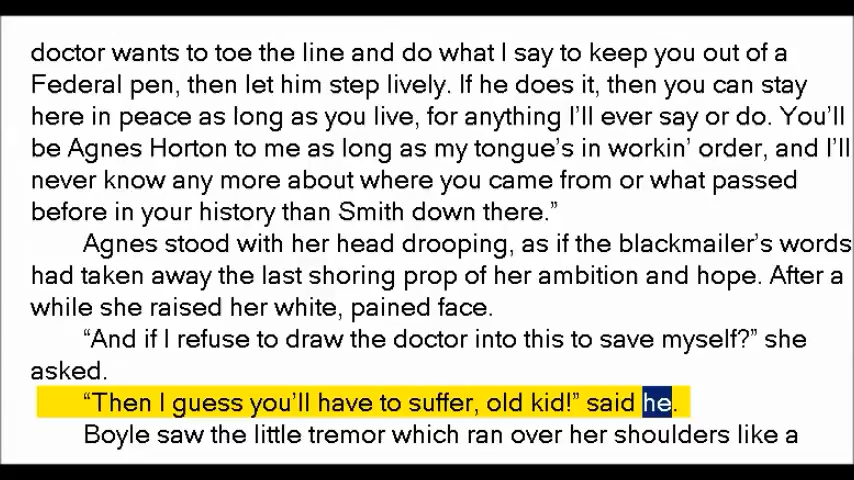 doctor wants to toe the line and do what I say to keep you out of a
Federal pen, then let him step lively. If he does it, then you can stay
here in peace as long as you live, for anything I’ll ever say or do. You’ll
be Agnes Horton to me as long as my tongue’s in workin’ order, and I’ll
never know any more about where you came from or what passed
before in your history than Smith down there.”
Agnes stood with her head drooping, as if the blackmailer’s words
had taken away the last shoring prop of her ambition and hope. After a
while she raised her white, pained face.
“And if I refuse to draw the doctor into this to save myself?” she
asked.
“Then I guess you’ll have to suffer, old kid!” said he.
Boyle saw the little tremor which ran over her shoulders like a